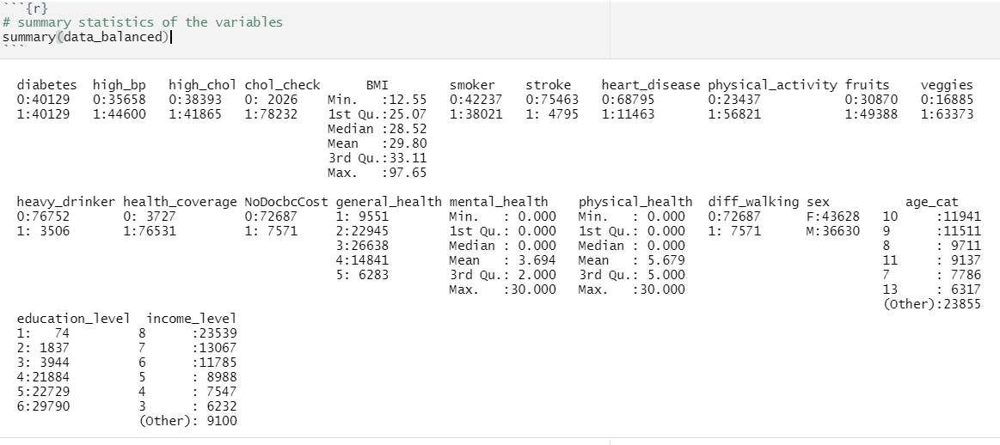 ```{r}
# summary statistics of the variables
summary(data_balanced)
```
diabetes high_bp high_chol chol_check BMI smoker stroke heart_disease physical_activity fruits veggies
0:40129 0:35658 0:38393 0: 2026 Min. :12.55 0:42237 0:75463 0:68795 0:23437 0:30870 0:16885
1:40129 1:44600 1:41865 1:78232 1st Qu.:25.07 1:38021 1: 4795 1:11463 1:56821 1:49388 1:63373
Median :28.52
Mean :29.80
3rd Qu.:33.11
Max. :97.65
heavy_drinker health_coverage NoDocbcCost general_health mental_health physical_health diff_walking sex age_cat
0:76752 0: 3727 0:72687 1: 9551 Min. : 0.000 Min. : 0.000 0:72687 F:43628 10 :11941
1: 3506 1:76531 1: 7571 2:22945 1st Qu.: 0.000 1st Qu.: 0.000 1: 7571 M:36630 9 :11511
3:26638 Median : 0.000 Median : 0.000 8 : 9711
4:14841 Mean : 3.694 Mean : 5.679 11 : 9137
5: 6283 3rd Qu.: 2.000 3rd Qu.: 5.000 7 : 7786
Max. :30.000 Max. :30.000 13 : 6317
(Other):23855
education_level income_level
1: 74 8 :23539
2: 1837 7 :13067
3: 3944 6 :11785
4:21884 5 : 8988
5:22729 4 : 7547
6:29790 3 : 6232
(Other): 9100